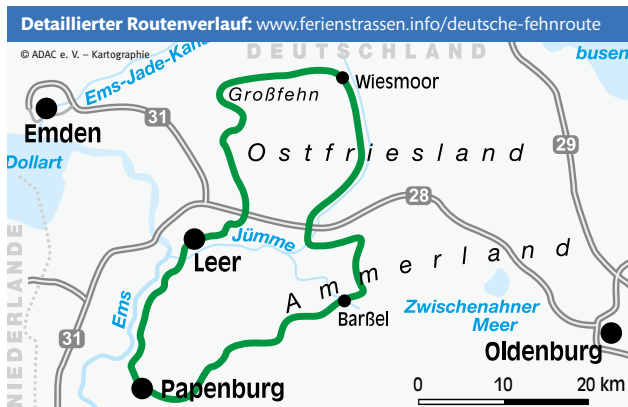 Detaillierter Routenverlauf: www.ferienstrassen.info/deutsche-fehnroute
© ADAC e. V. – Kartographie
DEUTSCHLAND
busen
Ems-Jade-Kana
Wiesmoor
Großfehn
Emden
31
Ostfriesland
29
Dollart
28
Jümme
Leer
Ammerland
Ems
Zwischenahner
Meer
Barßel
31
Oldenburg
NIEDERLANDE
Papenburg
0 10 20 km